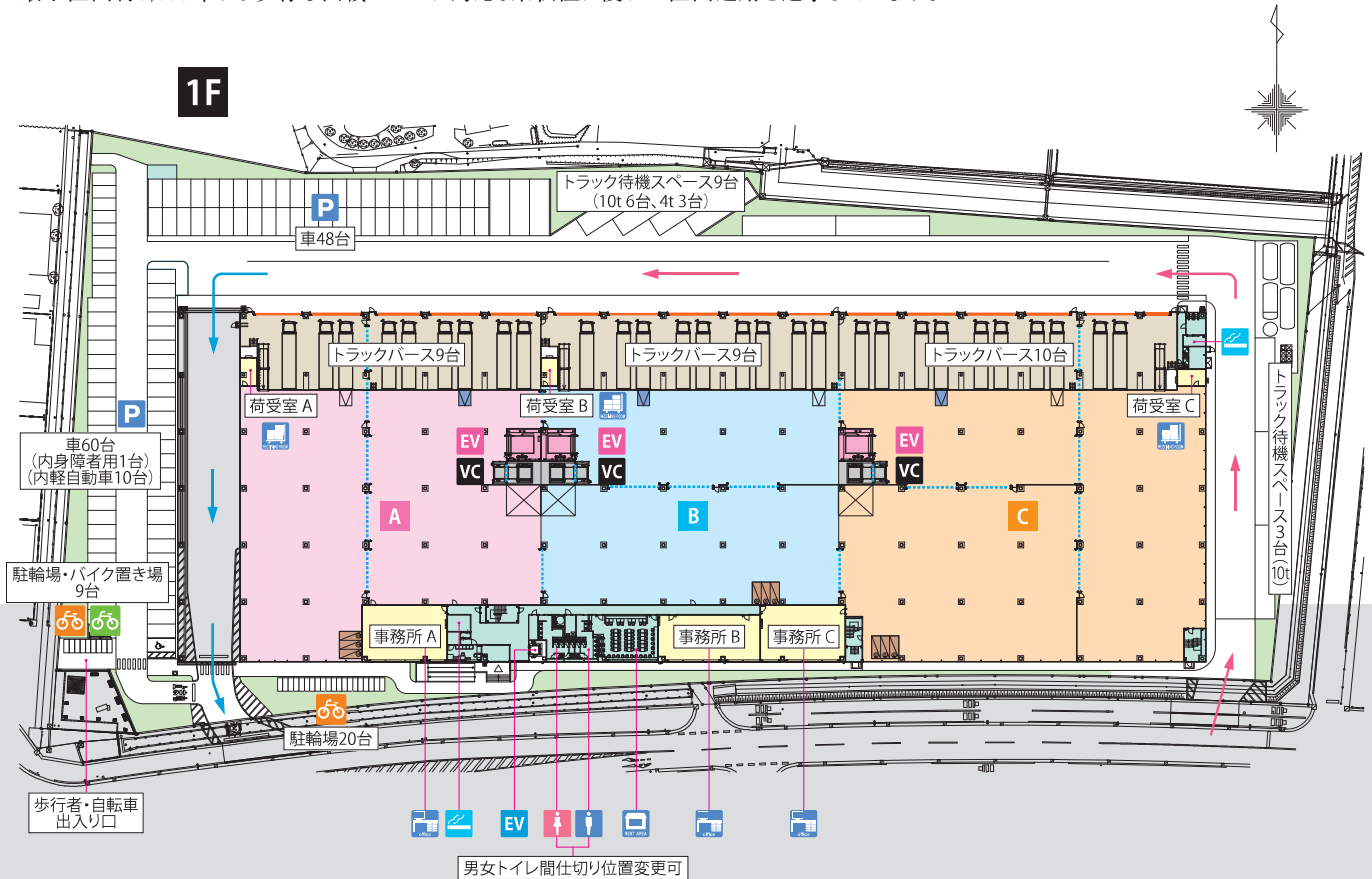 1F
トラック待機スペース9台
(10t 6台、4t 3台)
P
車48台
トラックバース9台
トラックバース9台
トラックバース10台
荷受室 A
荷受室 B
荷受室 C
トラック待機スペース3台(10t)
P
車60台
(内身障者用1台)
(内軽自動車10台)
EV
VC
EV
VC
EV
VC
A
B
C
駐輪場・バイク置き場
9台
事務所 A
事務所 B
事務所 C
駐輪場20台
歩行者・自転車
出入り口
office
EV
REST AREA
office
office
男女トイレ間仕切り位置変更可